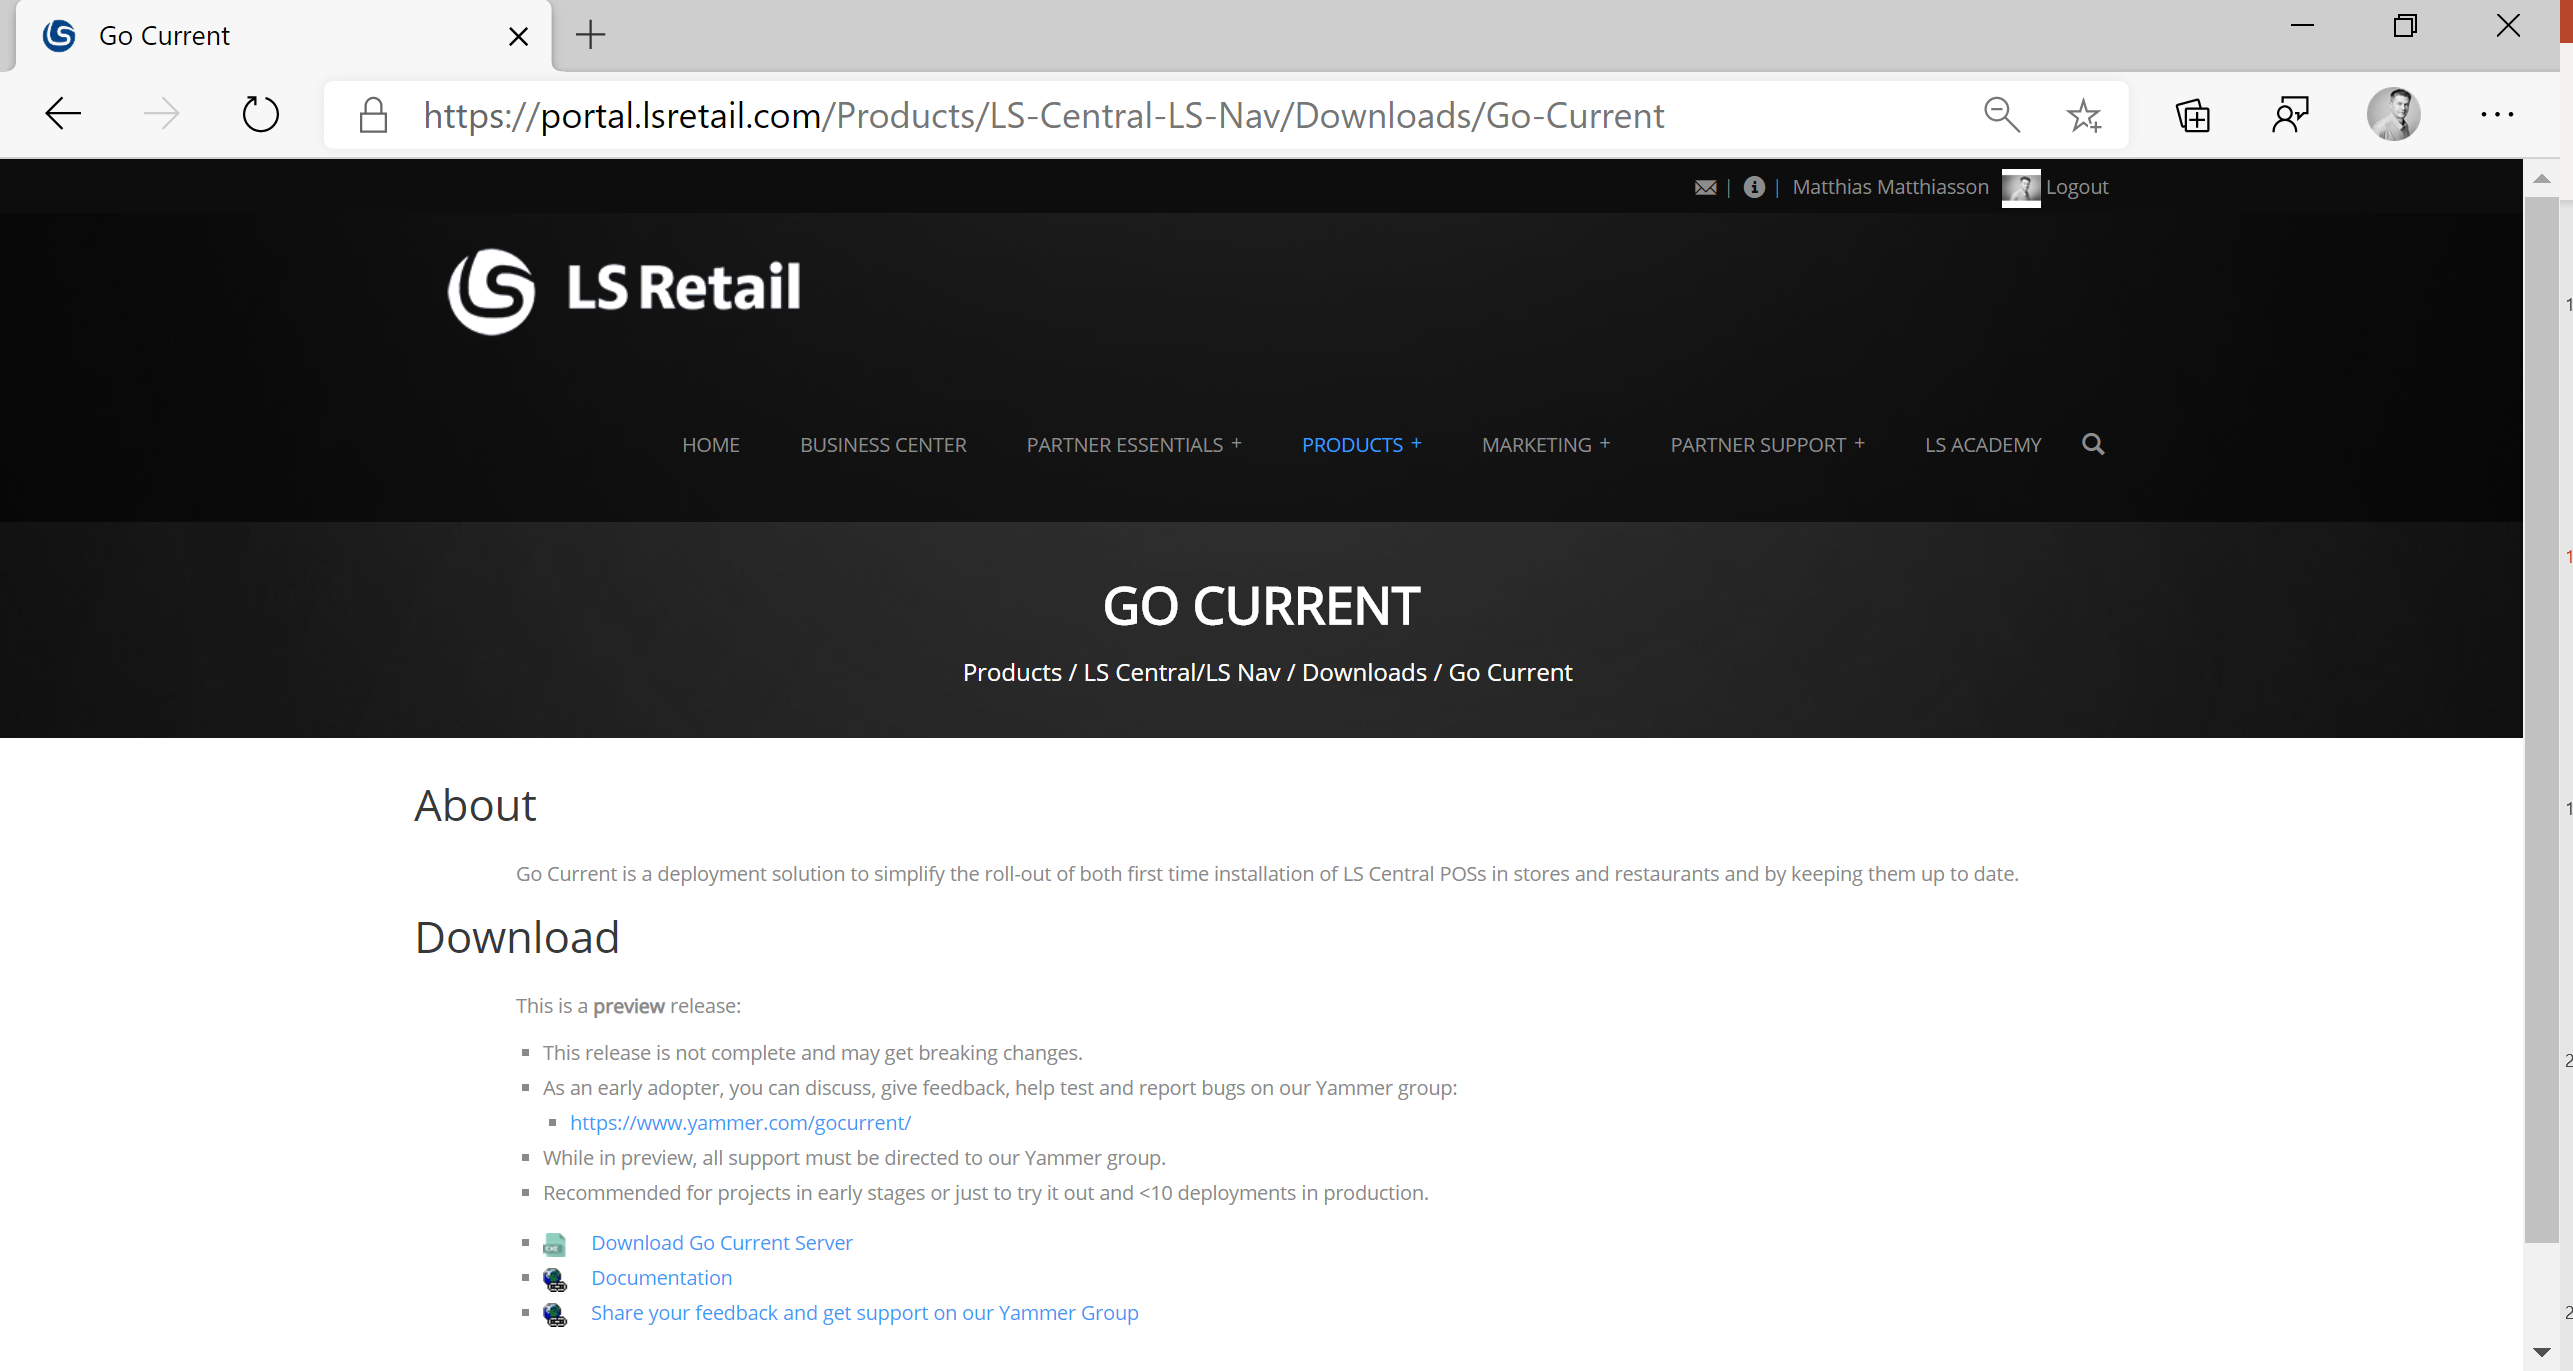 Go Current
https://portal.lsretail.com/Products/LS-Central-LS-Nav/Downloads/Go-Current
| | Matthias Matthiasson Logout
LS Retail
HOME BUSINESS CENTER PARTNER ESSENTIALS + PRODUCTS + MARKETING + PARTNER SUPPORT + LS ACADEMY
GO CURRENT
Products / LS Central/LS Nav / Downloads / Go Current
About
Go Current is a deployment solution to simplify the roll-out of both first time installation of LS Central POSs in stores and restaurants and by keeping them up to date.
Download
This is a preview release:
This release is not complete and may get breaking changes.
As an early adopter, you can discuss, give feedback, help test and report bugs on our Yammer group:
https://www.yammer.com/gocurrent/
While in preview, all support must be directed to our Yammer group.
Recommended for projects in early stages or just to try it out and <10 deployments in production.
Download Go Current Server
Documentation
Share your feedback and get support on our Yammer Group